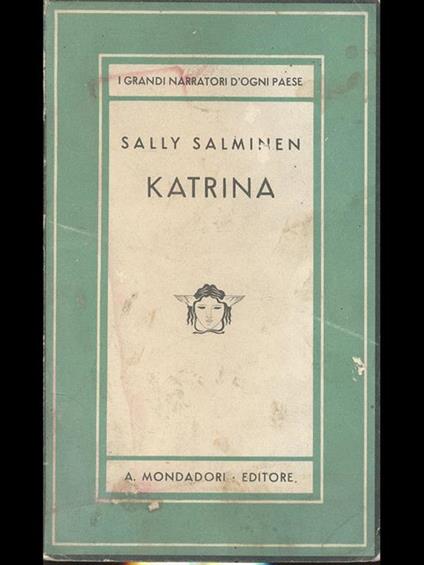 I GRANDI NARRATORI D'OGNI PAESE
SALLY SALMINEN
KATRINA
A. MONDADORI · EDITORE.